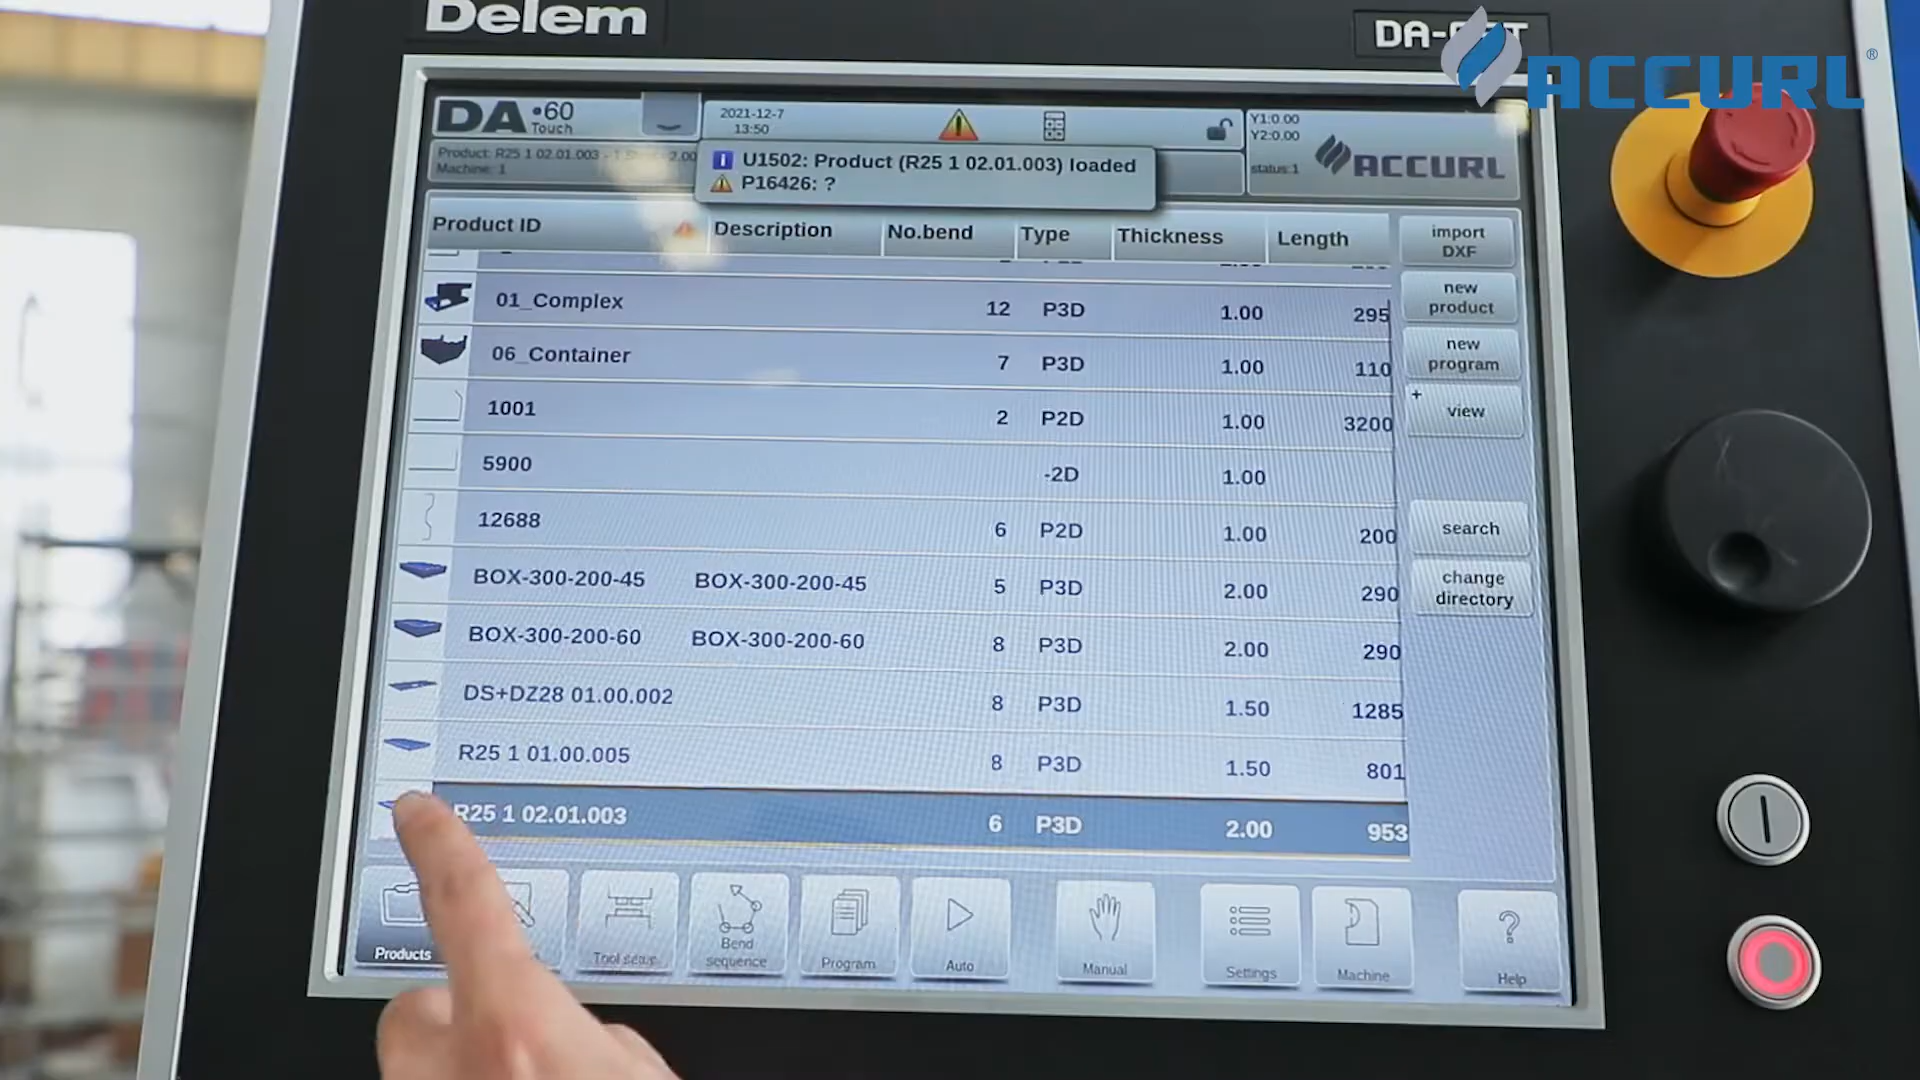 Delem
DA-
ACCURL
®
DA •60
Touch
2021-12-7
13:50
Y1:0.00
Y2:0.00
status:1
ACCURL
Product: R25 1 02.01.003
Machine: 1
U1502: Product (R25 1 02.01.003) loaded
P16426: ?
Product ID Description No.bend Type Thickness Length
01_Complex 12 P3D 1.00 295
06_Container 7 P3D 1.00 110
1001 2 P2D 1.00 3200
5900 -2D 1.00
12688 6 P2D 1.00 200
BOX-300-200-45 BOX-300-200-45 5 P3D 2.00 290
BOX-300-200-60 BOX-300-200-60 8 P3D 2.00 290
DS+DZ28 01.00.002 8 P3D 1.50 1285
R25 1 01.00.005 8 P3D 1.50 801
R25 1 02.01.003 6 P3D 2.00 953
import
DXF
new
product
new
program
+
view
search
change
directory
Products
Tool setup
Bend
sequence
Program
Auto
Manual
Settings
Machine
?
Help